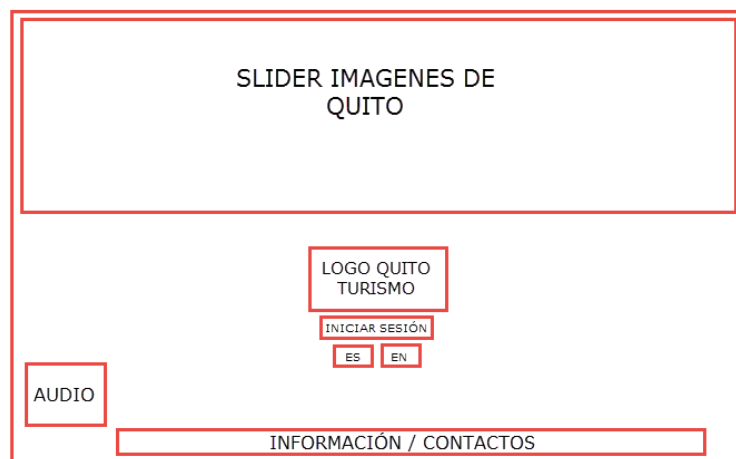 SLIDER IMAGENES DE
QUITO
LOGO QUITO
TURISMO
INICIAR SESIÓN
ES
EN
AUDIO
INFORMACIÓN / CONTACTOS